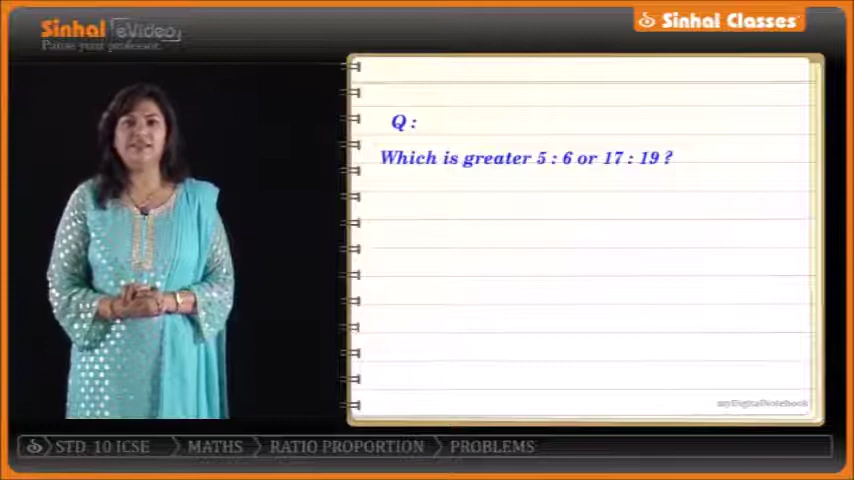 Sinhal eVideo
Pause your professor.
Sinhal Classes
Q :
Which is greater 5 : 6 or 17 : 19 ?
myDigitalNotebook
STD. 10 ICSE MATHS RATIO PROPORTION PROBLEMS